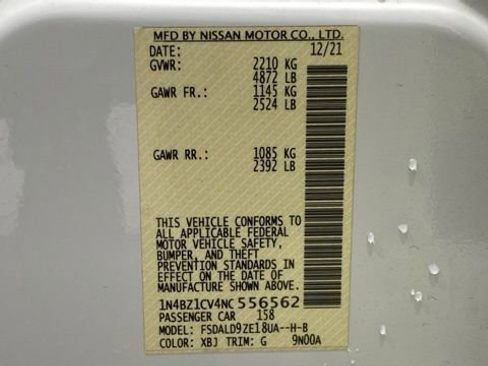 MFD BY NISSAN MOTOR CO., LTD.
DATE: 12/21
GVWR: 2210 KG
4872 LB
GAWR FR.: 1145 KG
2524 LB
GAWR RR.: 1085 KG
2392 LB
THIS VEHICLE CONFORMS TO
ALL APPLICABLE FEDERAL
MOTOR VEHICLE SAFETY,
BUMPER, AND THEFT
PREVENTION STANDARDS IN
EFFECT ON THE DATE OF
MANUFACTURE SHOWN ABOVE.
1N4BZ1CV4NC 556562
PASSENGER CAR 158
MODEL: FSDALD9ZE18UA--H-B
COLOR: XBJ TRIM: G 9N00A